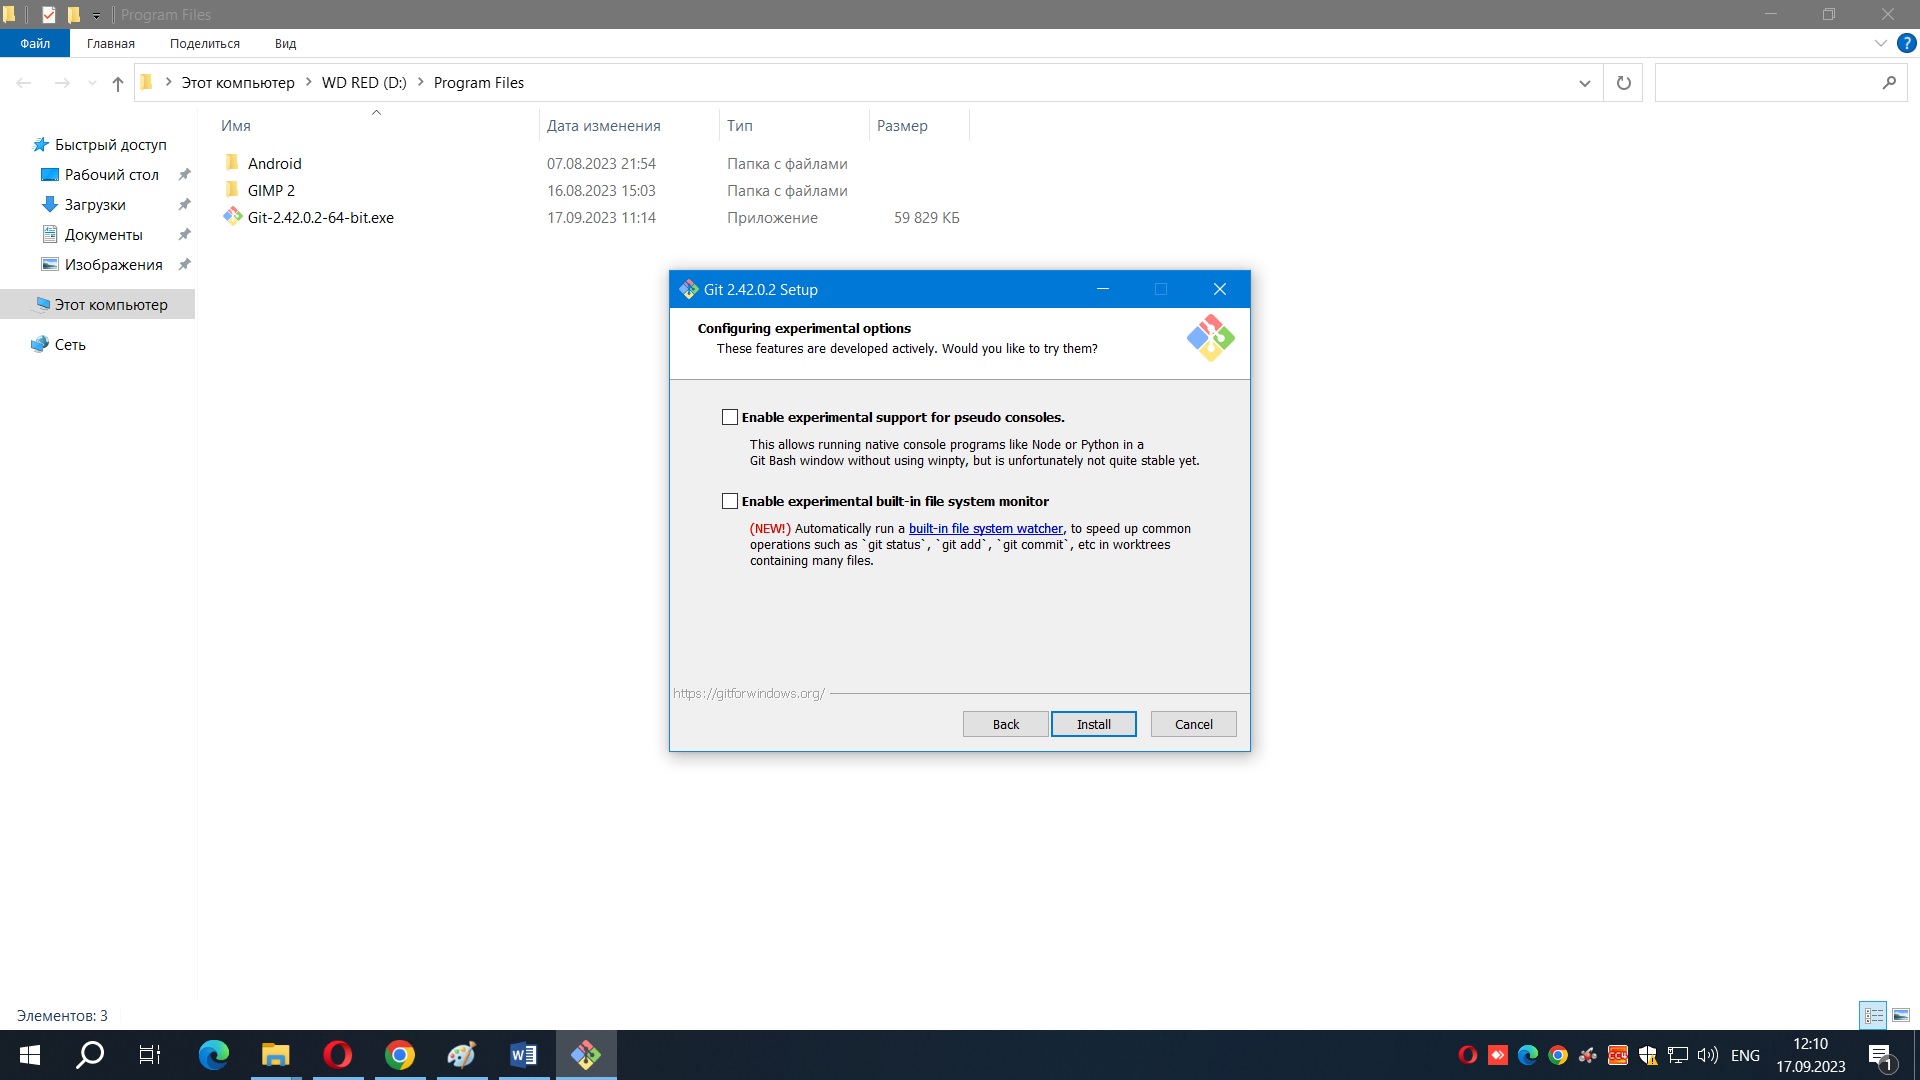 Program Files
Файл Главная Поделиться Вид
Этот компьютер WD RED (D:) Program Files
Имя Дата изменения Тип Размер
Быстрый доступ
Рабочий стол
Загрузки
Документы
Изображения
Этот компьютер
Сеть
Android 07.08.2023 21:54 Папка с файлами
GIMP 2 16.08.2023 15:03 Папка с файлами
Git-2.42.0.2-64-bit.exe 17.09.2023 11:14 Приложение 59 829 КБ
Git 2.42.0.2 Setup
Configuring experimental options
These features are developed actively. Would you like to try them?
Enable experimental support for pseudo consoles.
This allows running native console programs like Node or Python in a
Git Bash window without using winpty, but is unfortunately not quite stable yet.
Enable experimental built-in file system monitor
(NEW!) Automatically run a built-in file system watcher, to speed up common
operations such as `git status`, `git add`, `git commit`, etc in worktrees
containing many files.
https://gitforwindows.org/
Back Install Cancel
Элементов: 3
ENG
12:10
17.09.2023
1